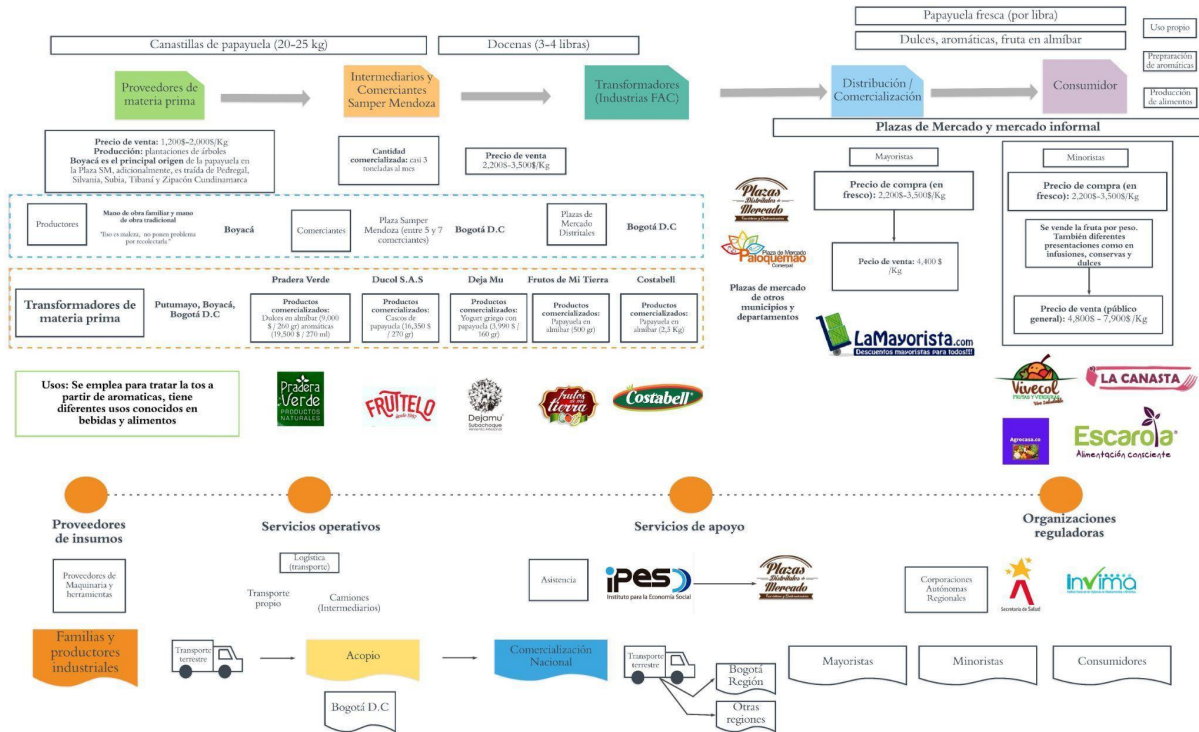 Canastillas de papayuela (20-25 kg)
Docenas (3-4 libras)
Papayuela fresca (por libra)
Dulces, aromáticas, fruta en almíbar
Uso propio
Preparación
de aromáticas
Producción
de alimentos
Proveedores de
materia prima
Intermediarios y
Comerciantes
Samper Mendoza
Transformadores
(Industrias FAC)
Distribución /
Comercialización
Consumidor
Precio de venta: 1,200$-2,000$/Kg
Producción: plantaciones de árboles
Boyacá es el principal origen de la papayuela en
la Plaza SM, adicionalmente, es traída de Pedregal,
Silvania, Subia, Tibaná y Zipacón Cundinamarca
Cantidad
comercializada: casi 3
toneladas al mes
Precio de venta
2,200$-3,500$/Kg
Plazas de Mercado y mercado informal
Mayoristas
Precio de compra (en
fresco): 2,200$-3,500$/Kg
Pecio de venta: 4,400 $
/Kg
Minoristas
Precio de compra (en
fresco): 2,200$-3,500$/Kg
Se vende la fruta por peso.
También diferentes
presentaciones como en
infusiones, conservas y
dulces
Precio de venta (público
general): 4,800$ - 7,900$/Kg
Productores
Mano de obra familiar y mano
de obra tradicional
"Eso es maleza; no ponen problema
por recolectarla"
Boyacá
Comerciantes
Plaza Samper
Mendoza (entre 5 y 7
comerciantes)
Bogotá D.C
Plazas de
Mercado
Distritales
Bogotá D.C
Plazas
Distritales de
Mercado
Plaza de Mercado
Paloquemao
Comerpal
Plazas de mercado
de otros
municipios y
departamentos
LaMayorista.com
Descuentos mayoristas para todos!!!
Transformadores de
materia prima
Putumayo, Boyacá,
Bogotá D.C
Pradera Verde
Productos
comercializados:
Dulces en almíbar (9,000
$ / 260 gr) aromáticas
(19,500 $ / 270 ml)
Ducol S.A.S
Productos
comercializados:
Cascos de
papayuela (16,350 $
/ 270 gr)
Deja Mu
Productos
comercializados:
Yogurt griego con
papayuela (3,990 $ /
160 gr)
Frutos de Mi Tierra
Productos
comercializados:
Papayuela en
almíbar (500 gr)
Costabell
Productos
comercializados:
Papayuela en
almíbar (2,5 Kg)
Usos: Se emplea para tratar la tos a
partir de aromaticas, tiene
diferentes usos conocidos en
bebidas y alimentos
Pradera
Verde
PRODUCTOS
NATURALES
FRUTTELO
Dejamu
Subachoque
frutos
de mi
tierra
Costabell
Vivecol
FRUTAS Y VERDURAS
LA CANASTA
Agrocasa.co
Escarola
Alimentación consciente
Proveedores
de insumos
Servicios operativos
Servicios de apoyo
Organizaciones
reguladoras
Proveedores de
Maquinaria y
herramientas
Logística
(transporte)
Transporte
propio
Camiones
(Intermediarios)
Asistencia
ipes
Instituto para la Economía Social
Plazas
Distritales de
Mercado
Corporaciones
Autónomas
Regionales
Secretaría de Salud
invima
Familias y
productores
industriales
Transporte
terrestre
Acopio
Bogotá D.C
Comercialización
Nacional
Transporte
terrestre
Bogotá
Región
Otras
regiones
Mayoristas
Minoristas
Consumidores